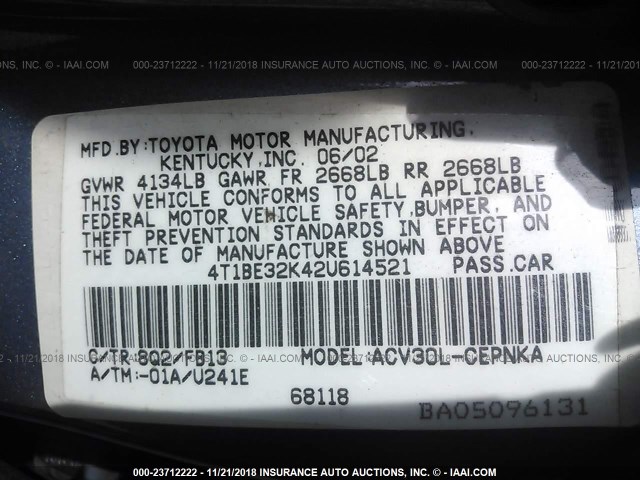 000-23712222 - 11/21/2018 - INSURANCE AUTO AUCTIONS, INC. © - IAAI.COM
MFD.BY:TOYOTA MOTOR MANUFACTURING,
KENTUCKY,INC. 06/02
GVWR 4134LB GAWR FR 2668LB RR 2668LB
THIS VEHICLE CONFORMS TO ALL APPLICABLE
FEDERAL MOTOR VEHICLE SAFETY,BUMPER, AND
THEFT PREVENTION STANDARDS IN EFFECT ON
THE DATE OF MANUFACTURE SHOWN ABOVE.
4T1BE32K42U614521 PASS.CAR
C/TR:8Q2/FB13 MODEL:ACV30L-CEPNKA
A/TM:-01A/U241E
68118
BA05096131
000-23712222 - 11/21/2018 - INSURANCE AUTO AUCTIONS, INC. © - IAAI.COM
000-23712222 - 11/21/2018 - INSURANCE AUTO AUCTIONS, INC. © - IAAI.COM